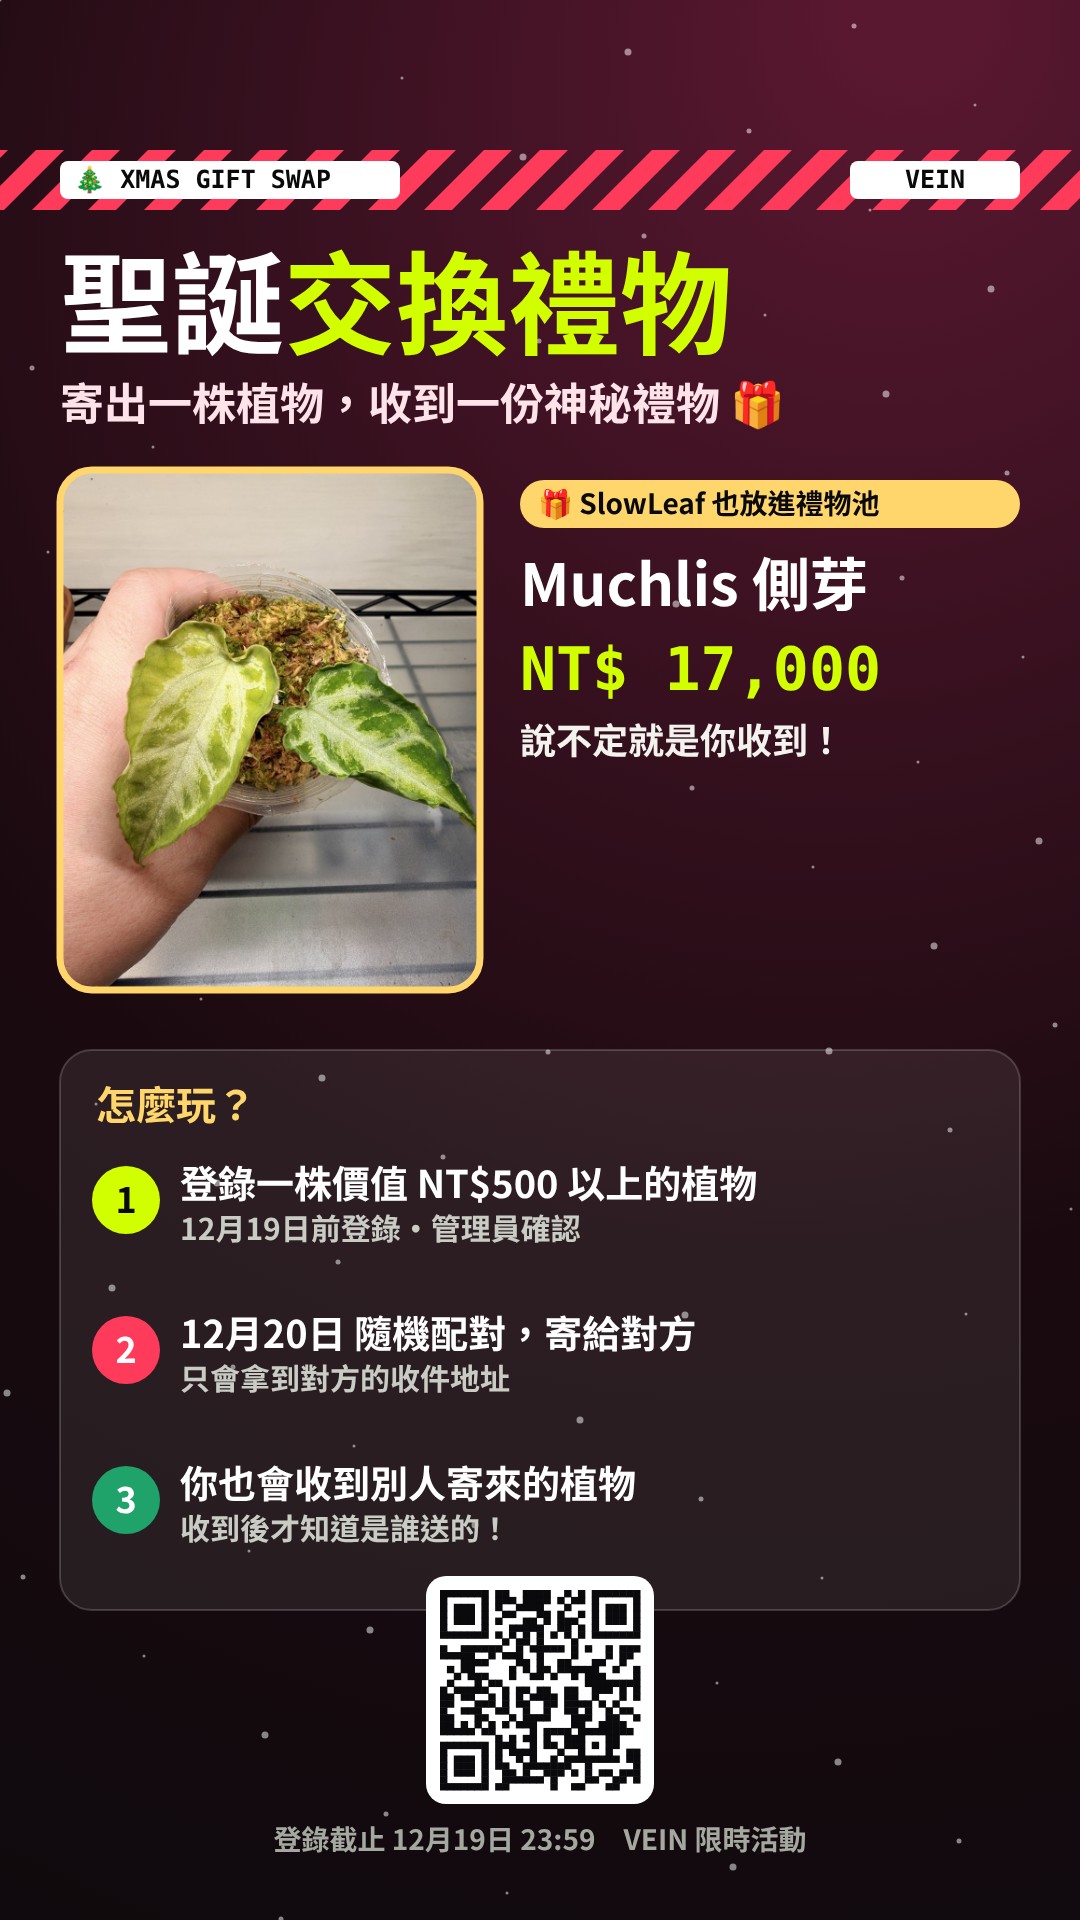 🎄 XMAS GIFT SWAP
VEIN
聖誕交換禮物
寄出一株植物，收到一份神秘禮物 🎁
🎁 SlowLeaf 也放進禮物池
Muchlis 側芽
NT$ 17,000
說不定就是你收到！
怎麼玩？
1
登錄一株價值 NT$500 以上的植物
12月19日前登錄・管理員確認
2
12月20日 隨機配對，寄給對方
只會拿到對方的收件地址
3
你也會收到別人寄來的植物
收到後才知道是誰送的！
登錄截止 12月19日 23:59　VEIN 限時活動